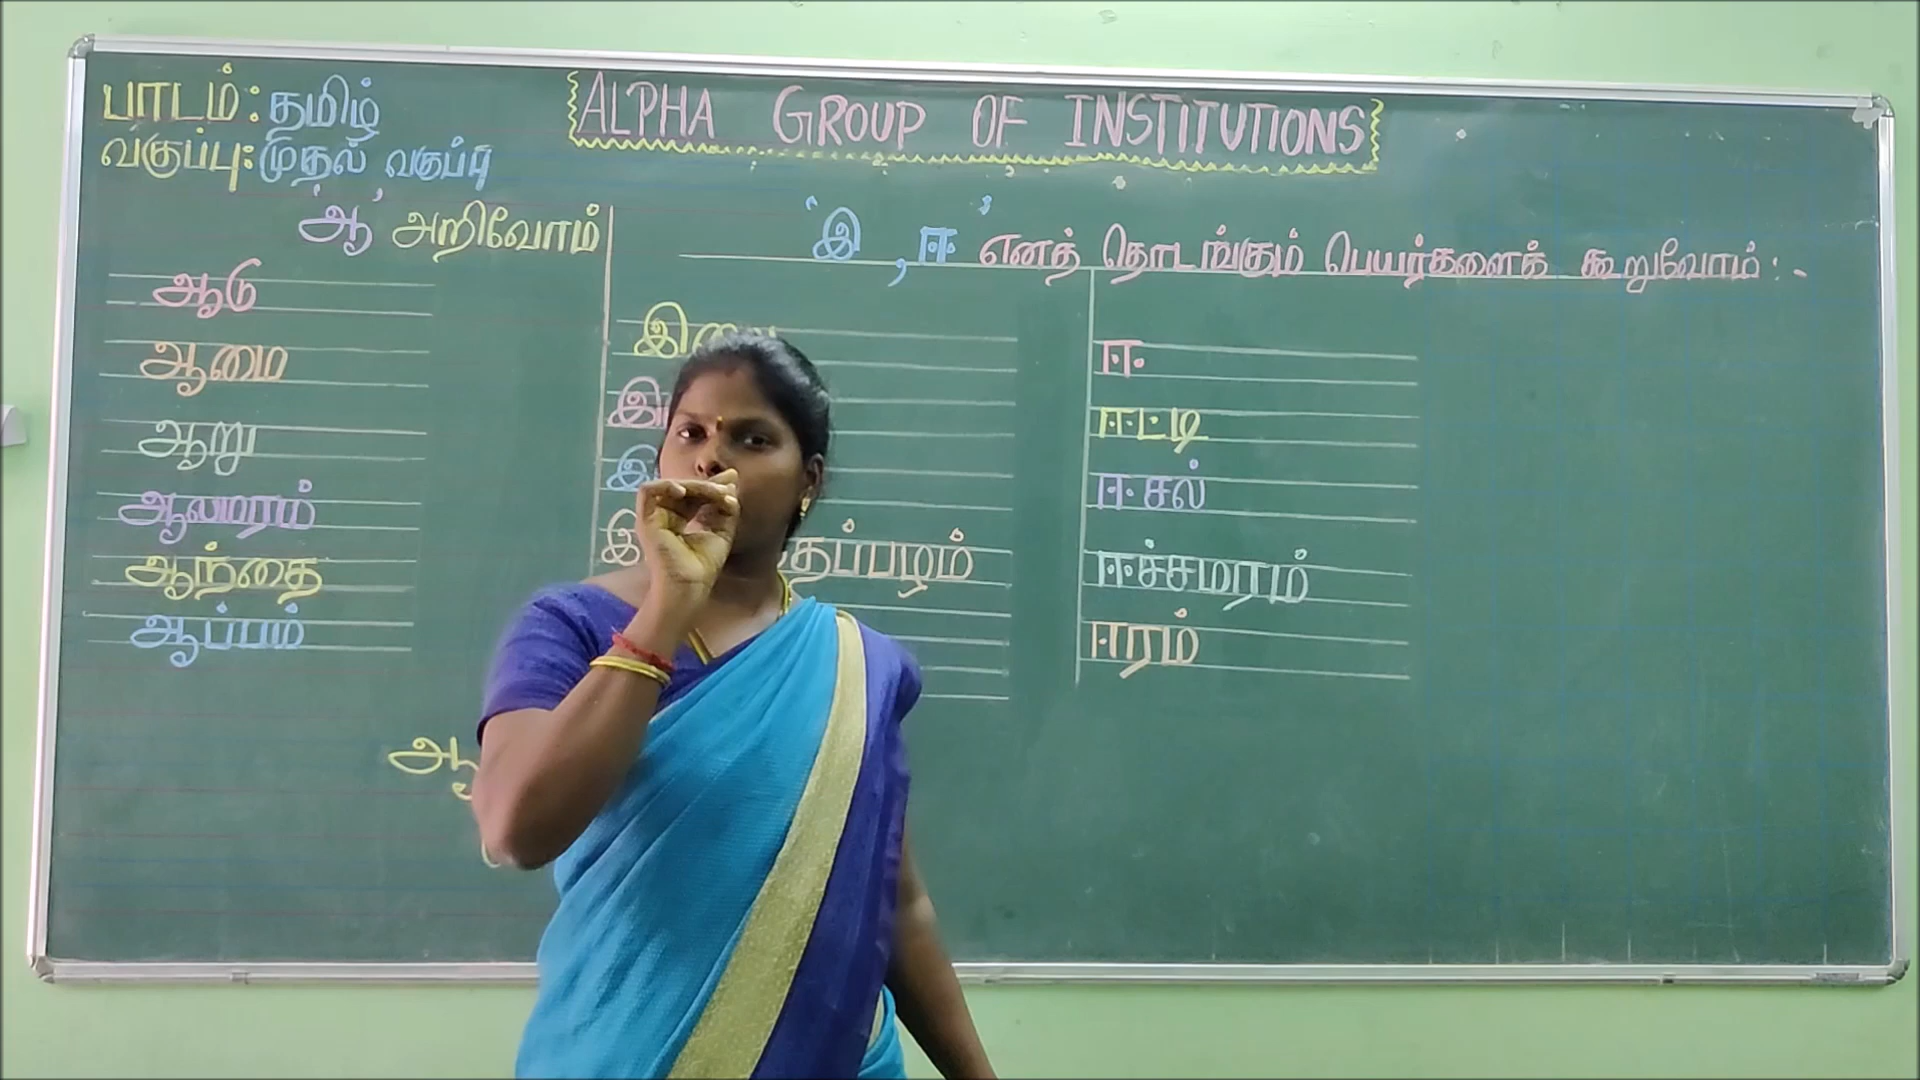 பாடம் : தமிழ்
ALPHA GROUP OF INSTITUTIONS
வகுப்பு: முதல் வகுப்பு
'ஆ' அறிவோம்
'இ , ஈ' எனத் தொடங்கும் பெயர்களைக் கூறுவோம் : -
ஆடு
ஆமை
ஆறு
ஆலமரம்
ஆந்தை
ஆப்பம்
ஈ
ஈட்டி
ஈசல்
ஈச்சமரம்
ஈரம்